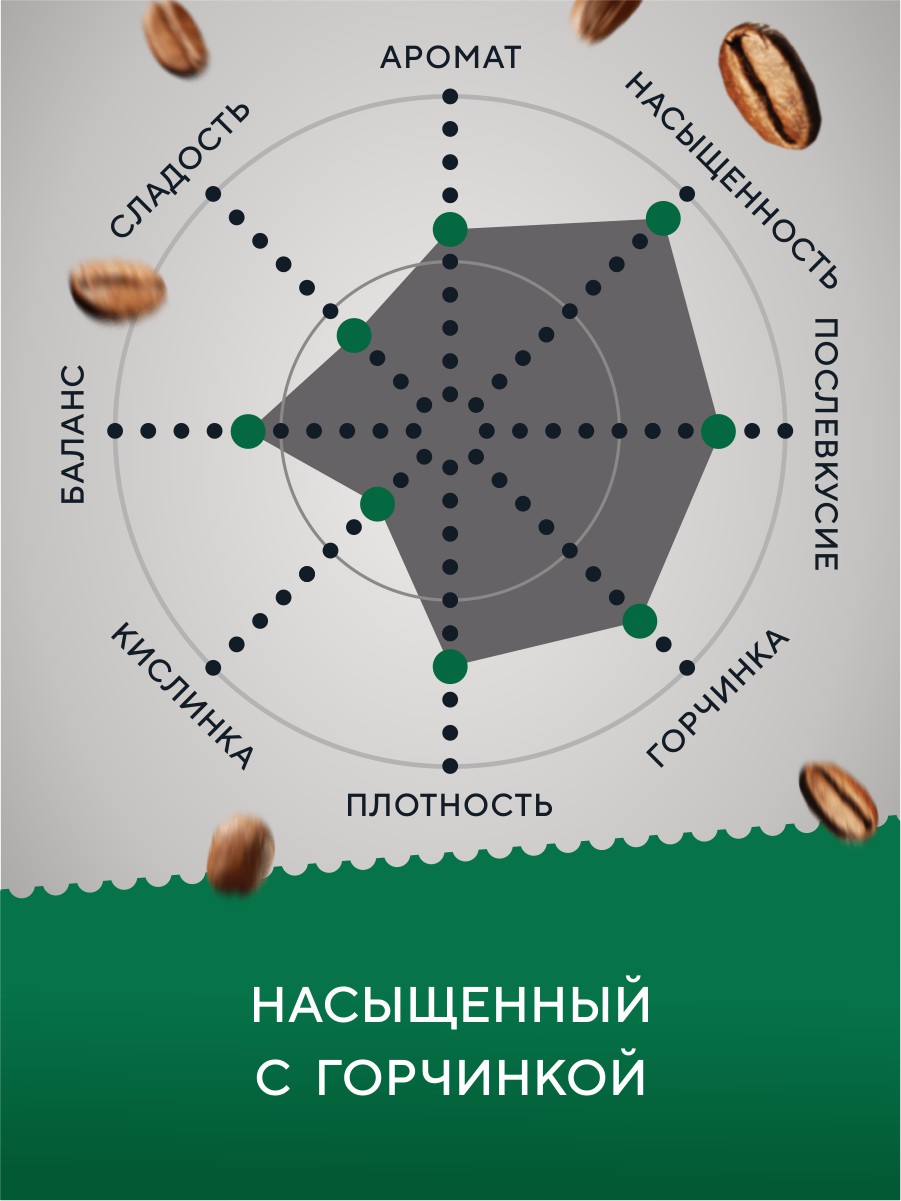 АРОМАТ
НАСЫЩЕННОСТЬ
ПОСЛЕВКУСИЕ
ГОРЧИНКА
ПЛОТНОСТЬ
КИСЛИНКА
БАЛАНС
СЛАДОСТЬ
НАСЫЩЕННЫЙ
С ГОРЧИНКОЙ